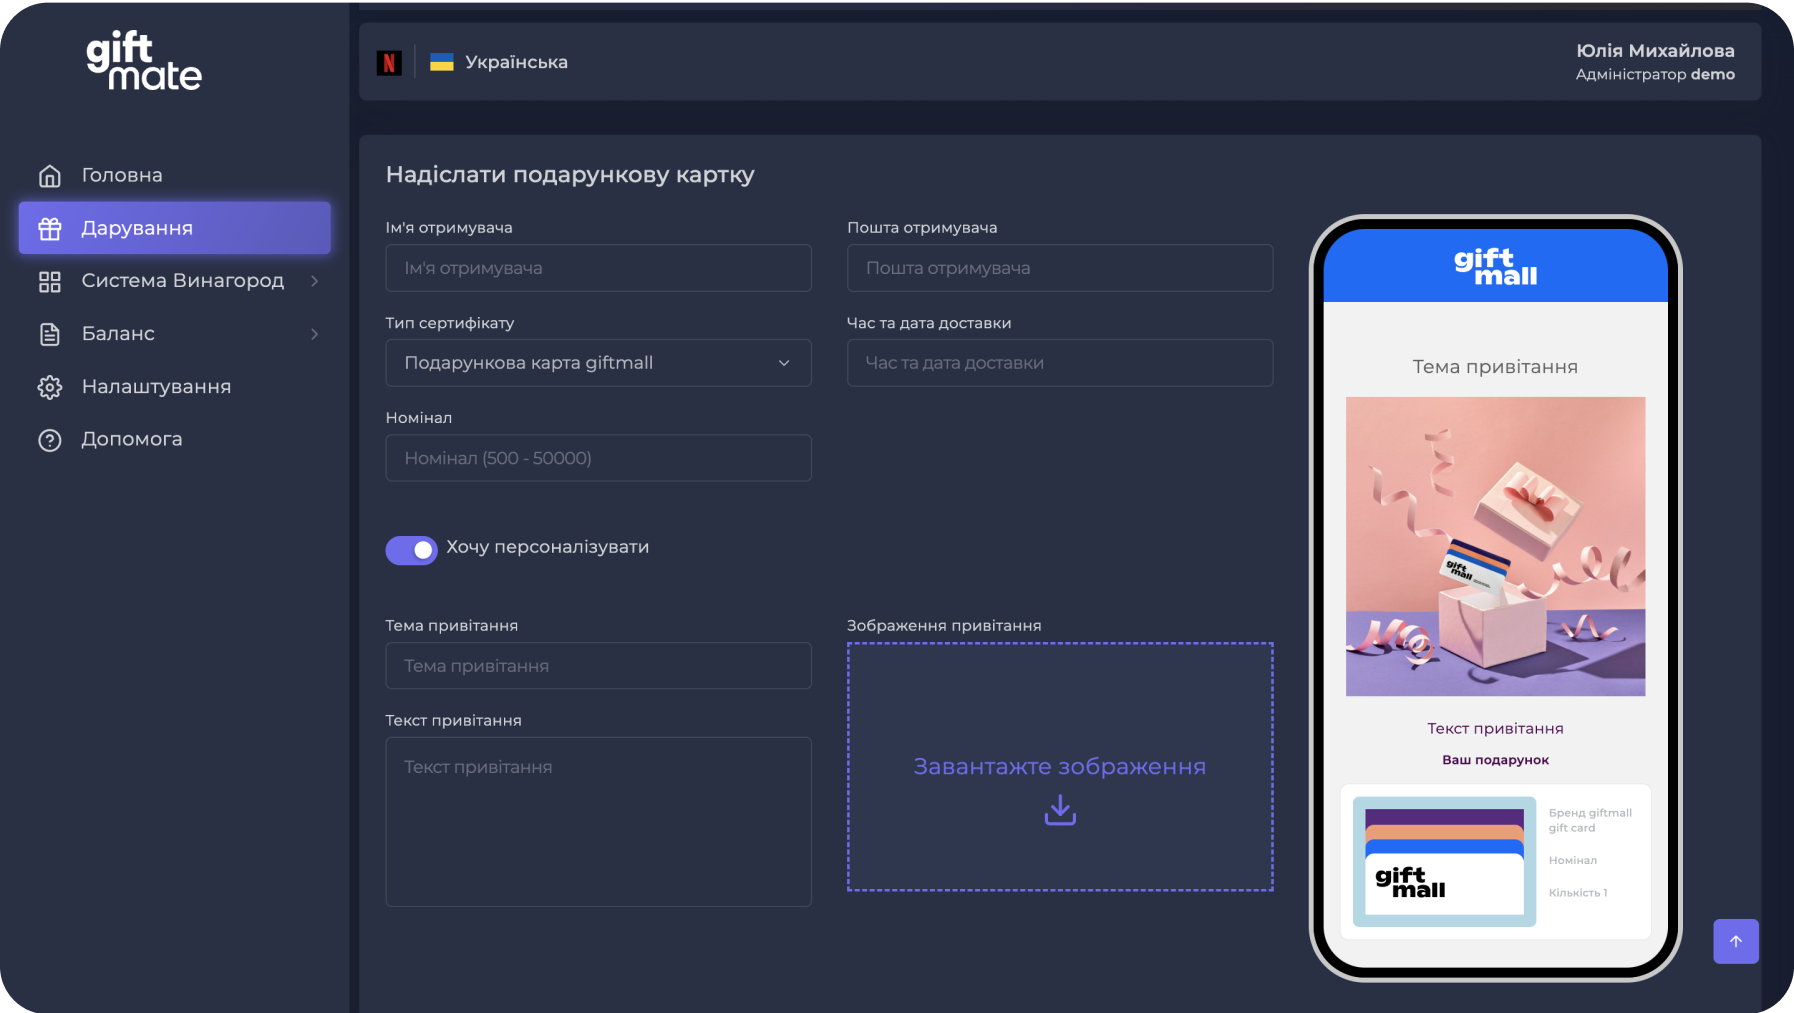 gift
mate
Головна
Дарування
Система Винагород
Баланс
Налаштування
Допомога
N
Українська
Юлія Михайлова
Адміністратор demo
Надіслати подарункову картку
Ім'я отримувача
Ім'я отримувача
Пошта отримувача
Пошта отримувача
Тип сертифікату
Подарункова карта giftmall
Час та дата доставки
Час та дата доставки
Номінал
Номінал (500 - 50000)
Хочу персоналізувати
Тема привітання
Тема привітання
Текст привітання
Текст привітання
Зображення привітання
Завантажте зображення
gift
mall
Тема привітання
gift
mall
Текст привітання
Ваш подарунок
gift
mall
Бренд giftmall
gift card
Номінал
Кількість 1